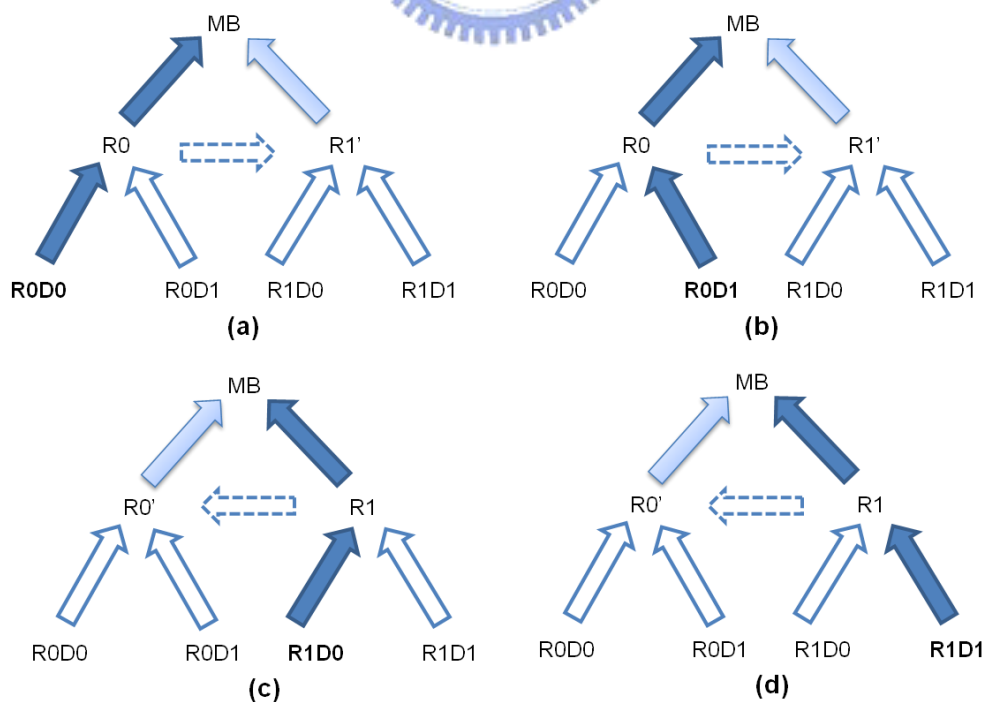 MB MB
R0 R1' R0 R1'
R0D0 R0D1 R1D0 R1D1 R0D0 R0D1 R1D0 R1D1
(a) (b)
MB MB
R0' R1 R0' R1
R0D0 R0D1 R1D0 R1D1 R0D0 R0D1 R1D0 R1D1
(c) (d)